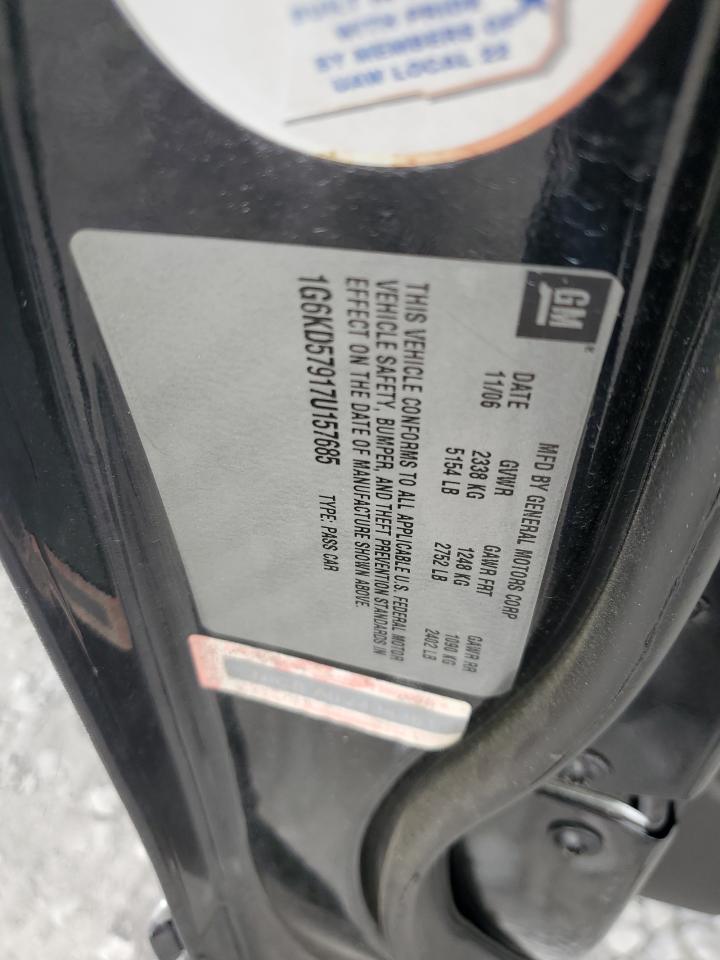 BUILT
WITH PRIDE
BY MEMBERS OF
UAW LOCAL 22
GM
MFD BY GENERAL MOTORS CORP
DATE GVWR GAWR FRT GAWR RR
11/06 2338 KG 1248 KG 1090 KG
5154 LB 2752 LB 2402 LB
THIS VEHICLE CONFORMS TO ALL APPLICABLE U.S. FEDERAL MOTOR
VEHICLE SAFETY, BUMPER, AND THEFT PREVENTION STANDARDS IN
EFFECT ON THE DATE OF MANUFACTURE SHOWN ABOVE.
1G6KD57917U157685 TYPE: PASS CAR